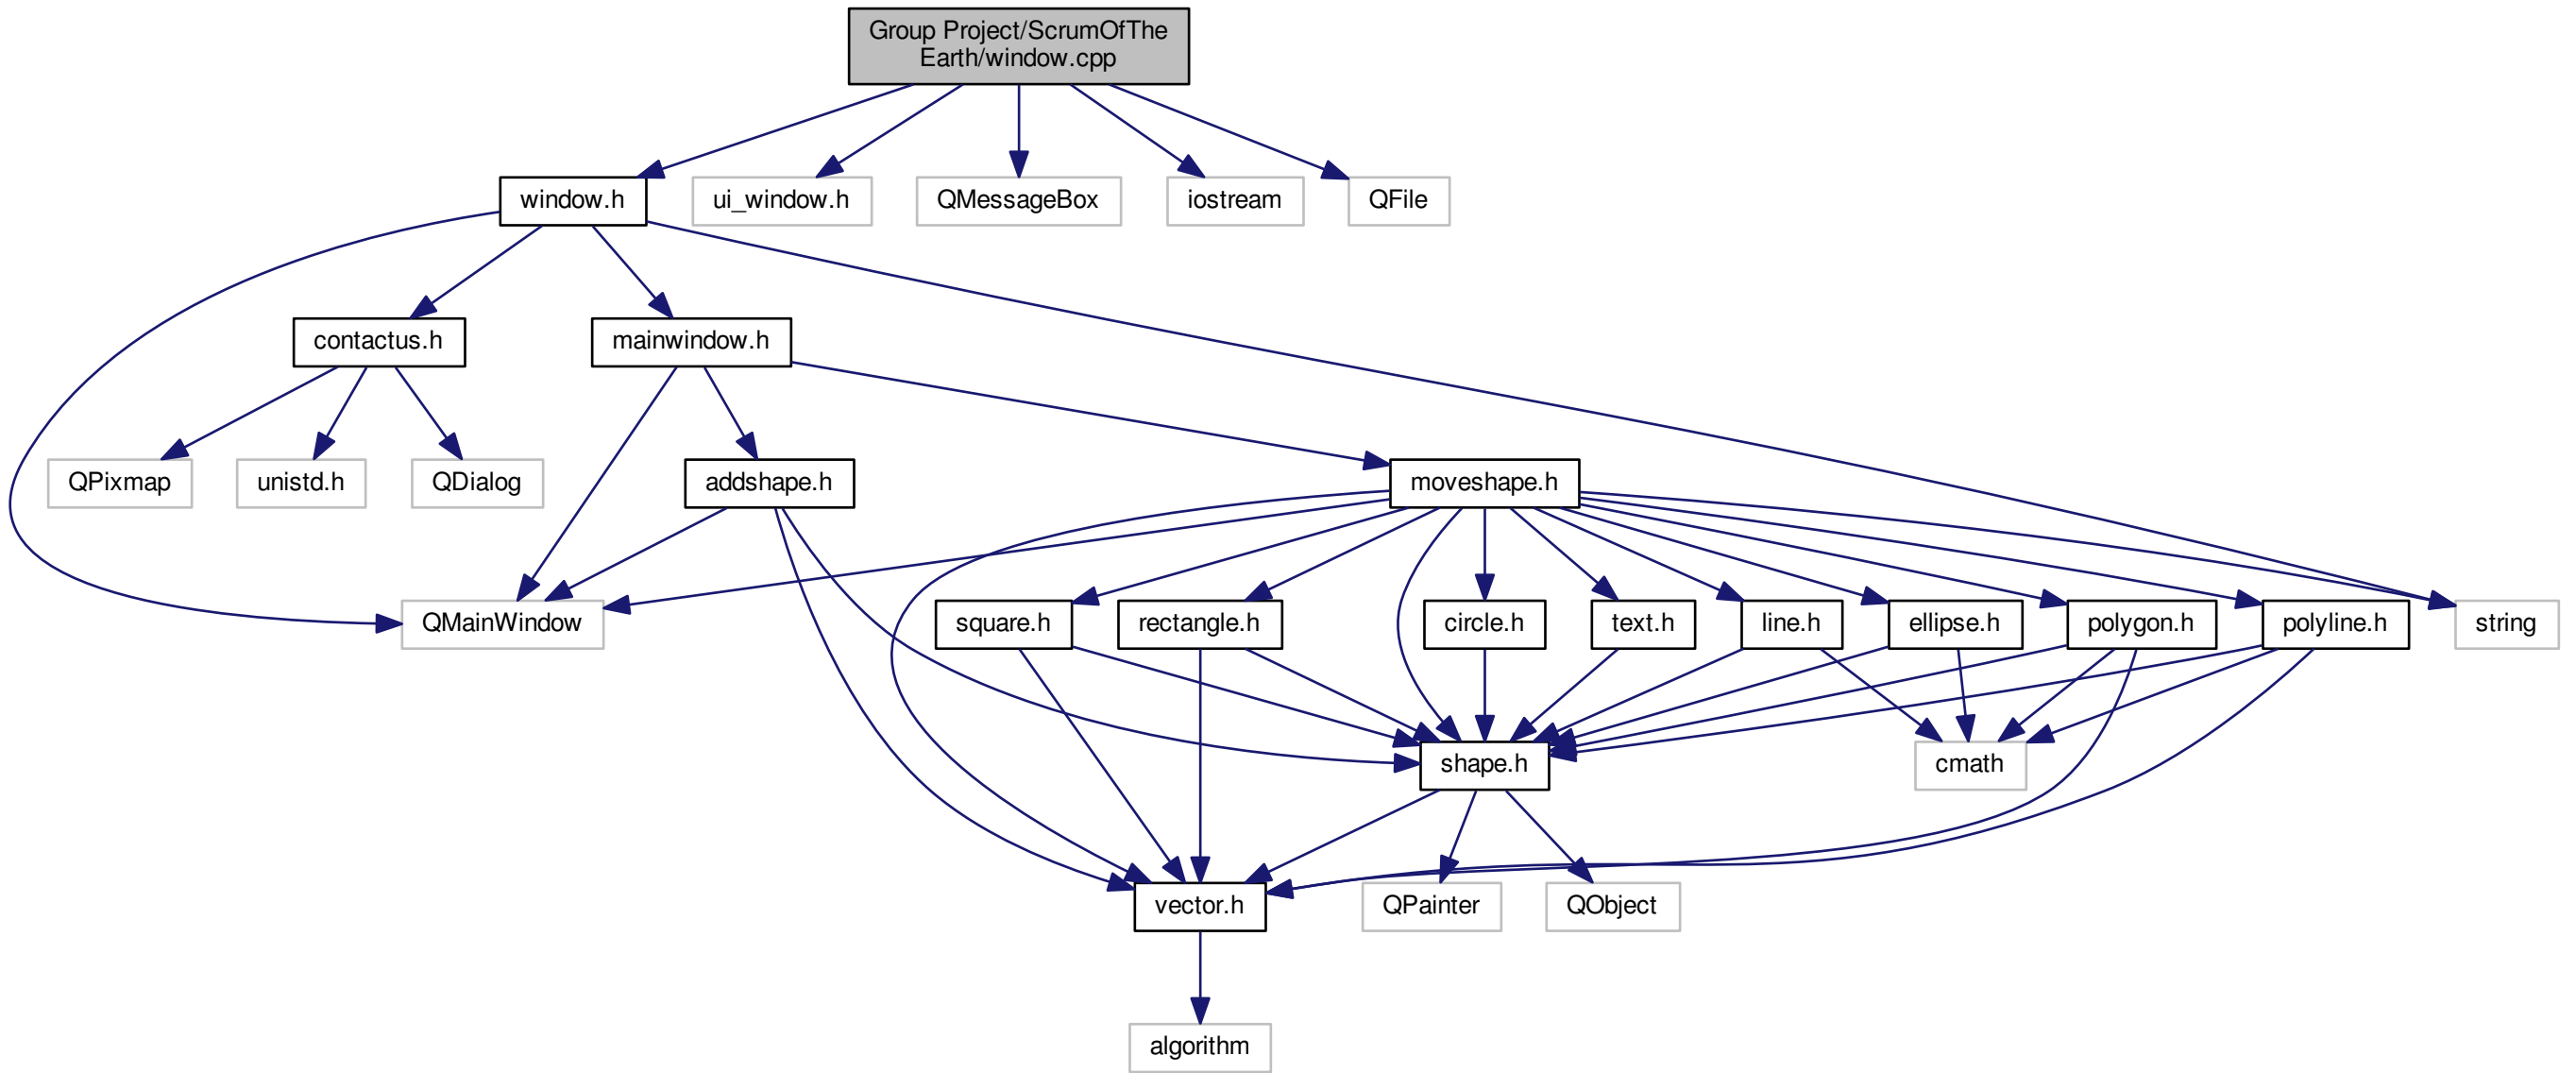 Group Project/ScrumOfThe
Earth/window.cpp
window.h
ui_window.h
QMessageBox
iostream
QFile
contactus.h
mainwindow.h
QPixmap
unistd.h
QDialog
addshape.h
moveshape.h
QMainWindow
square.h
rectangle.h
circle.h
text.h
line.h
ellipse.h
polygon.h
polyline.h
string
shape.h
cmath
vector.h
QPainter
QObject
algorithm